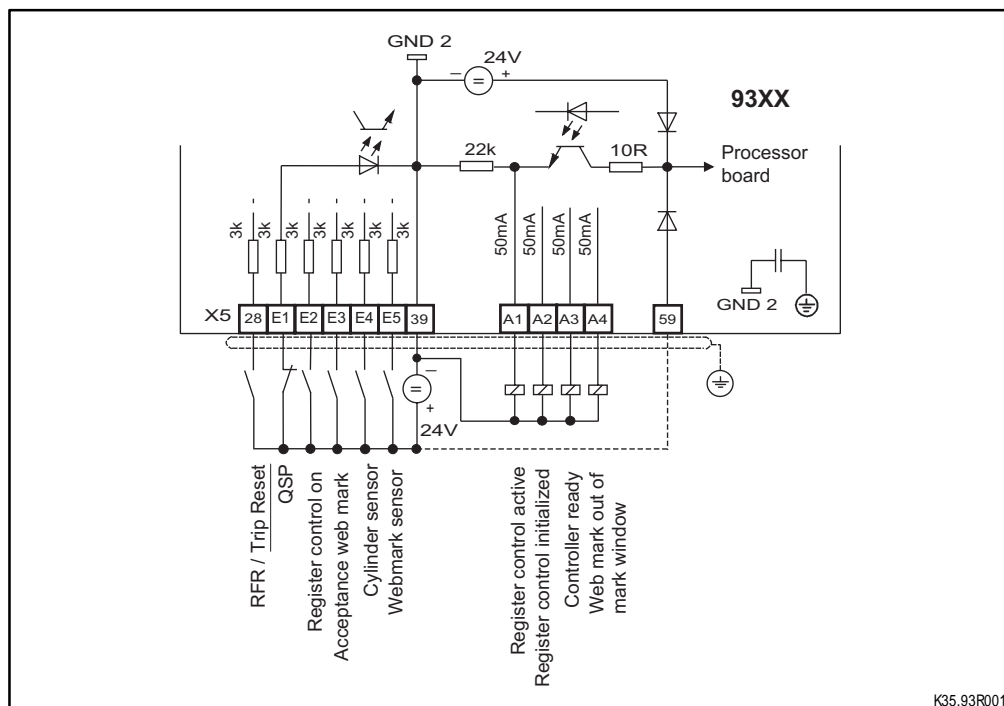 GND 2
24V
–
=
+
93XX
22k
10R
Processor
board
3k
3k
3k
3k
3k
3k
50mA
50mA
50mA
50mA
GND 2
X5
28
E1
E2
E3
E4
E5
39
A1
A2
A3
A4
59
–
=
+
24V
RFR / Trip Reset
QSP
Register control on
Acceptance web mark
Cylinder sensor
Webmark sensor
Register control active
Register control initialized
Controller ready
Web mark out of
mark window
K35.93R001